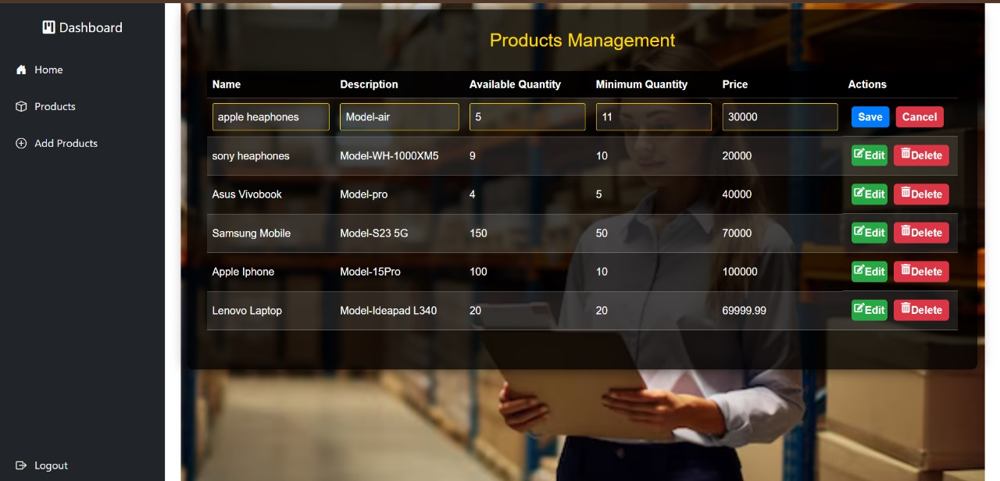 Dashboard
Home
Products
Add Products
Logout
Products Management
Name Description Available Quantity Minimum Quantity Price Actions
apple heaphones Model-air 5 11 30000 Save Cancel
sony heaphones Model-WH-1000XM5 9 10 20000 Edit Delete
Asus Vivobook Model-pro 4 5 40000 Edit Delete
Samsung Mobile Model-S23 5G 150 50 70000 Edit Delete
Apple Iphone Model-15Pro 100 10 100000 Edit Delete
Lenovo Laptop Model-Ideapad L340 20 20 69999.99 Edit Delete